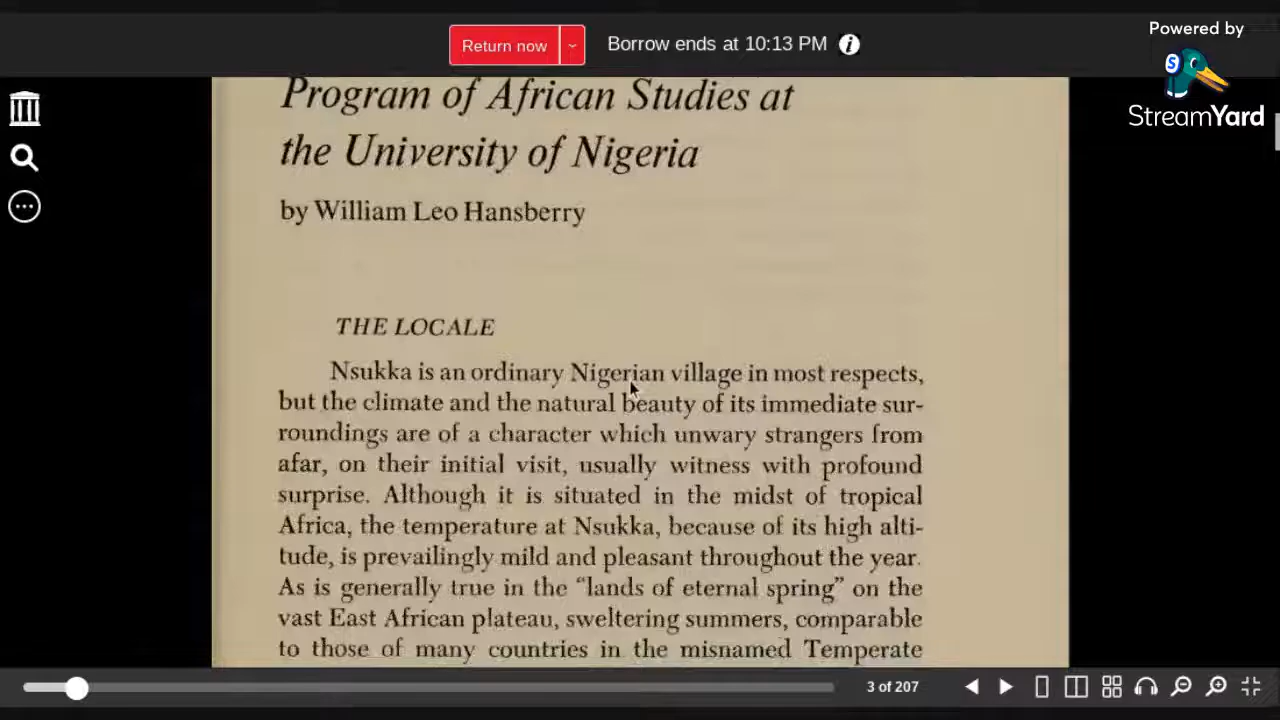 Return now
Borrow ends at 10:13 PM
Powered by
StreamYard
Program of African Studies at
the University of Nigeria
by William Leo Hansberry
THE LOCALE
Nsukka is an ordinary Nigerian village in most respects,
but the climate and the natural beauty of its immediate sur-
roundings are of a character which unwary strangers from
afar, on their initial visit, usually witness with profound
surprise. Although it is situated in the midst of tropical
Africa, the temperature at Nsukka, because of its high alti-
tude, is prevailingly mild and pleasant throughout the year.
As is generally true in the “lands of eternal spring” on the
vast East African plateau, sweltering summers, comparable
to those of many countries in the misnamed Temperate
3 of 207